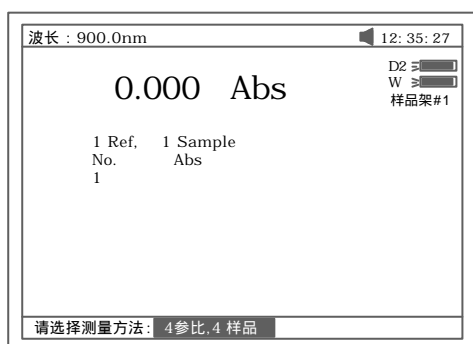 波长：900.0nm 12: 35: 27
D2
0.000 Abs
W
样品架#1
1 Ref, 1 Sample
No. Abs
1
请选择测量方法: 4参比,4 样品